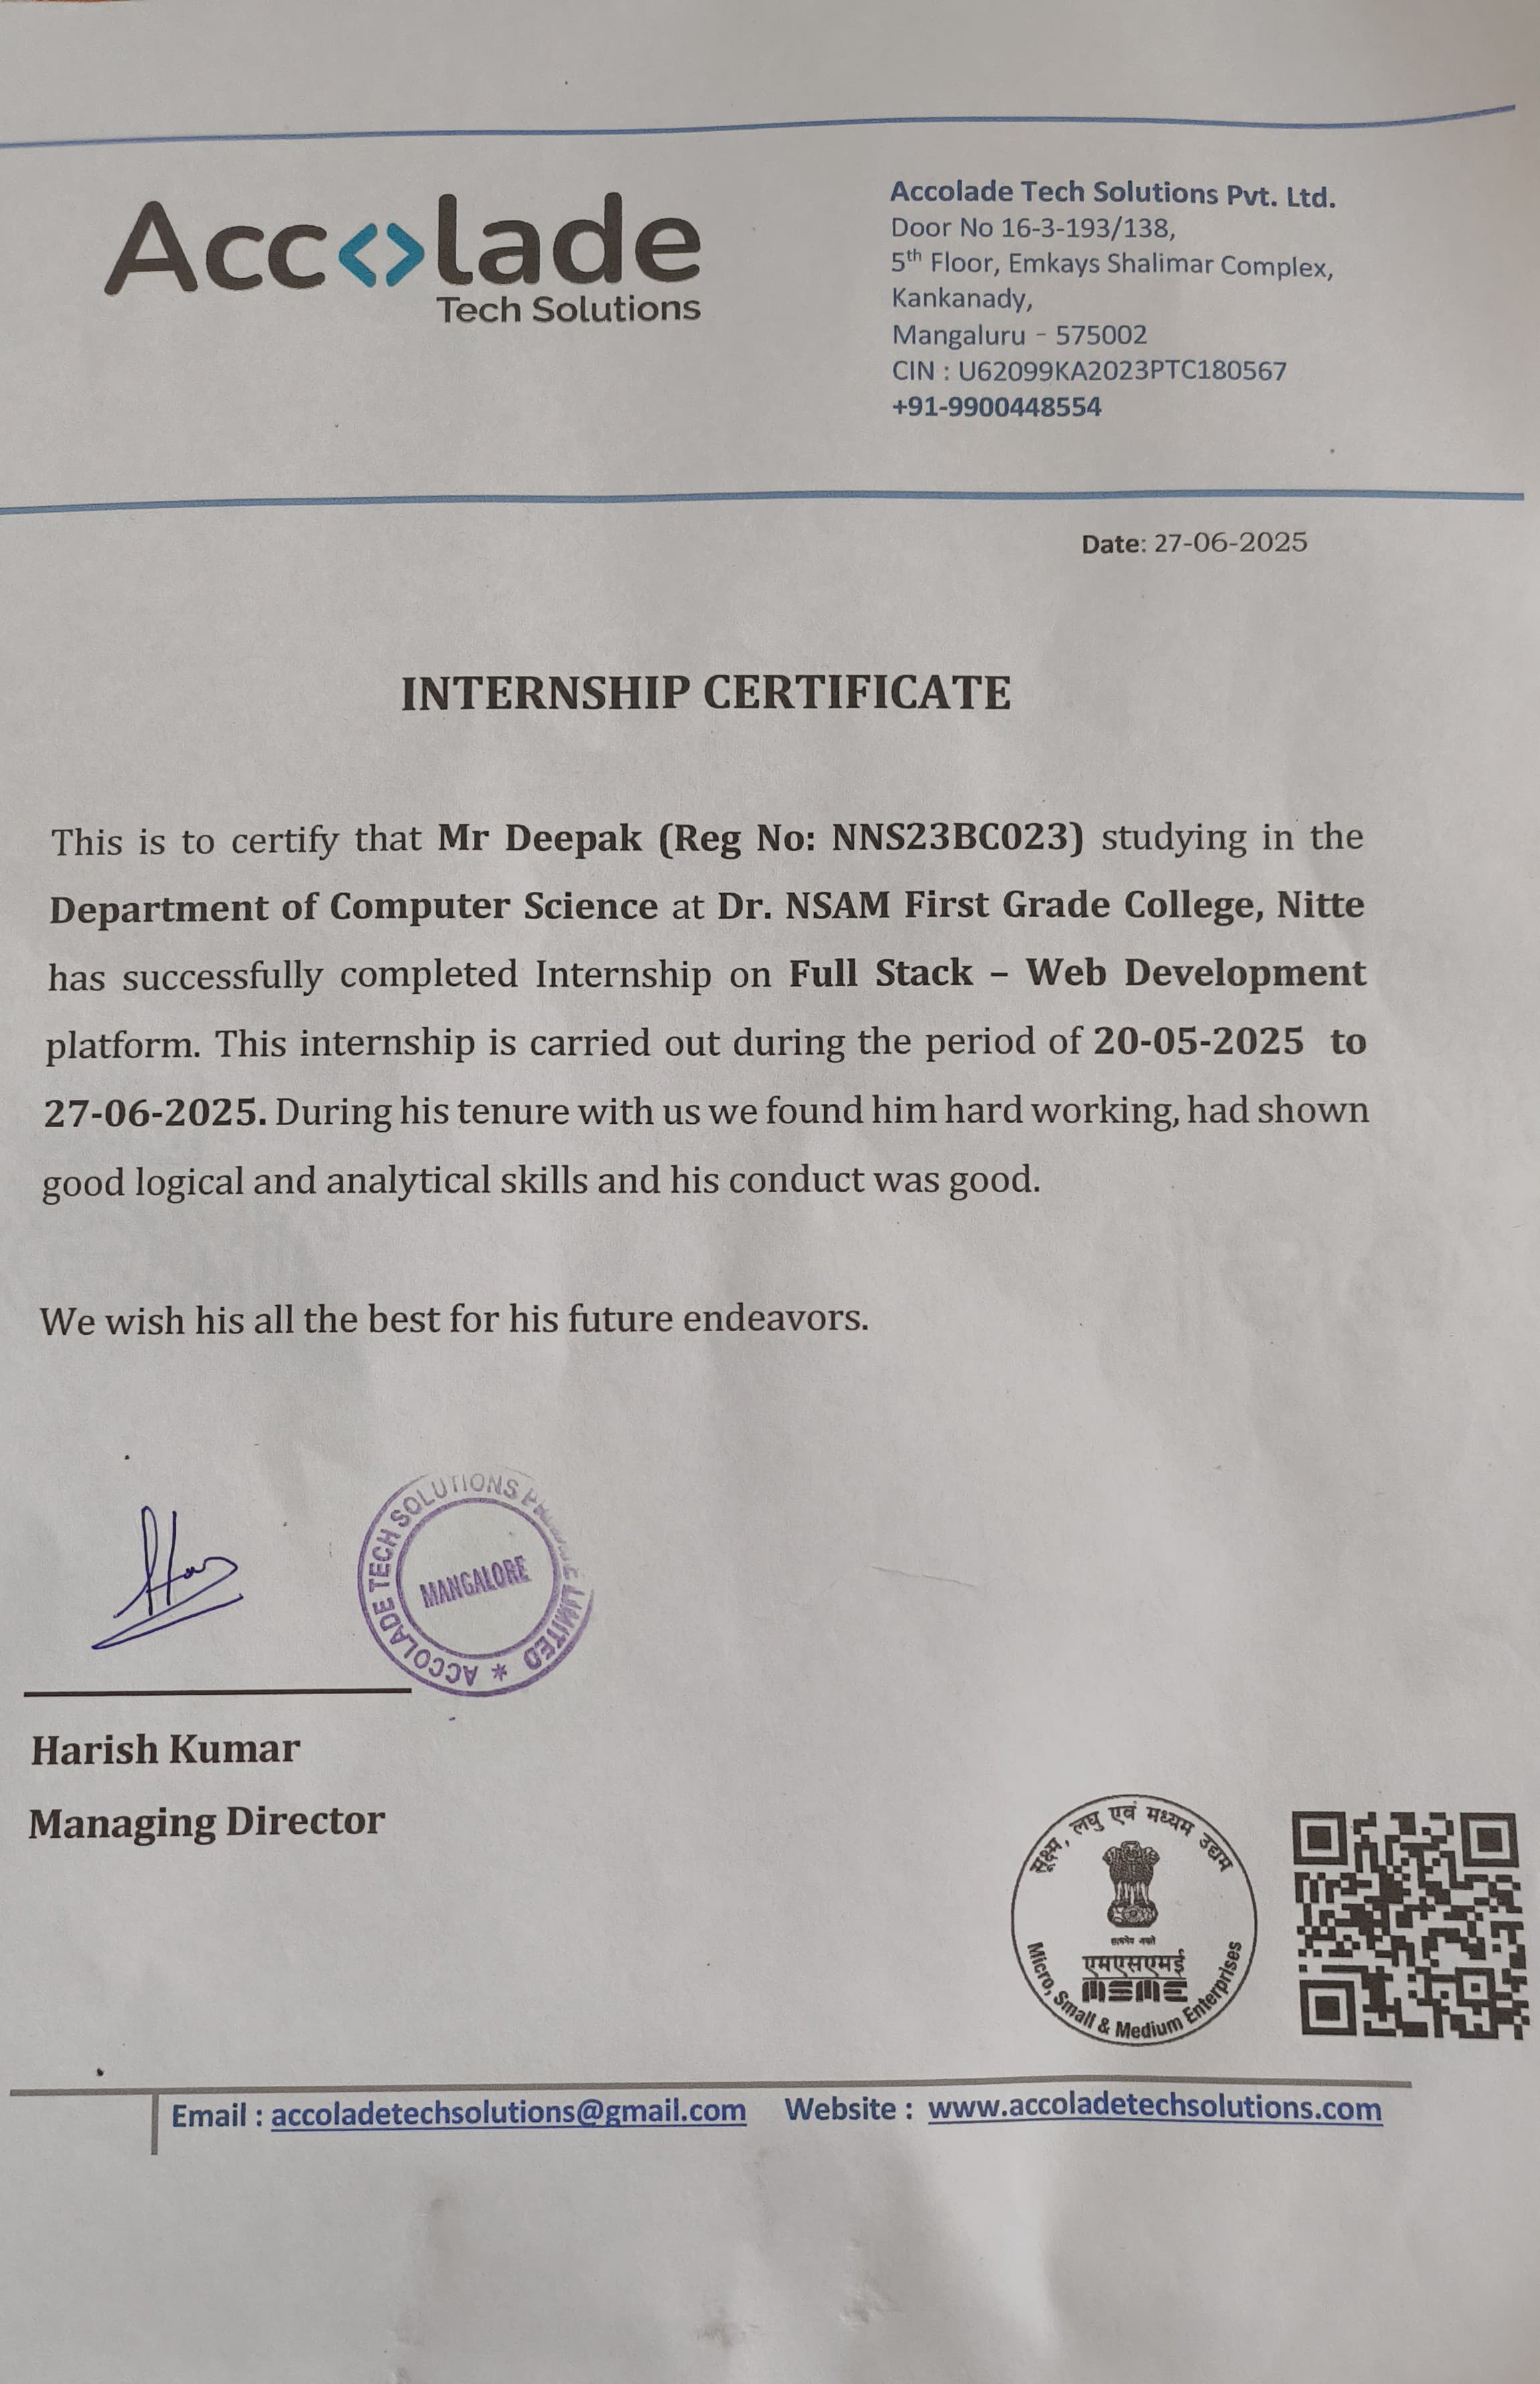 Acc<>lade
Tech Solutions
Accolade Tech Solutions Pvt. Ltd.
Door No 16-3-193/138,
5th Floor, Emkays Shalimar Complex,
Kankanady,
Mangaluru - 575002
CIN : U62099KA2023PTC180567
+91-9900448554
Date: 27-06-2025
INTERNSHIP CERTIFICATE
This is to certify that Mr Deepak (Reg No: NNS23BC023) studying in the
Department of Computer Science at Dr. NSAM First Grade College, Nitte
has successfully completed Internship on Full Stack – Web Development
platform. This internship is carried out during the period of 20-05-2025 to
27-06-2025. During his tenure with us we found him hard working, had shown
good logical and analytical skills and his conduct was good.
We wish his all the best for his future endeavors.
ACCOLADE TECH SOLUTIONS PRIVATE LIMITED *
MANGALORE
Harish Kumar
Managing Director
सूक्ष्म, लघु एवं मध्यम उद्यम
सत्यमेव जयते
एमएसएमई
MSME
Micro, Small & Medium Enterprises
Email : accoladetechsolutions@gmail.com Website : www.accoladetechsolutions.com